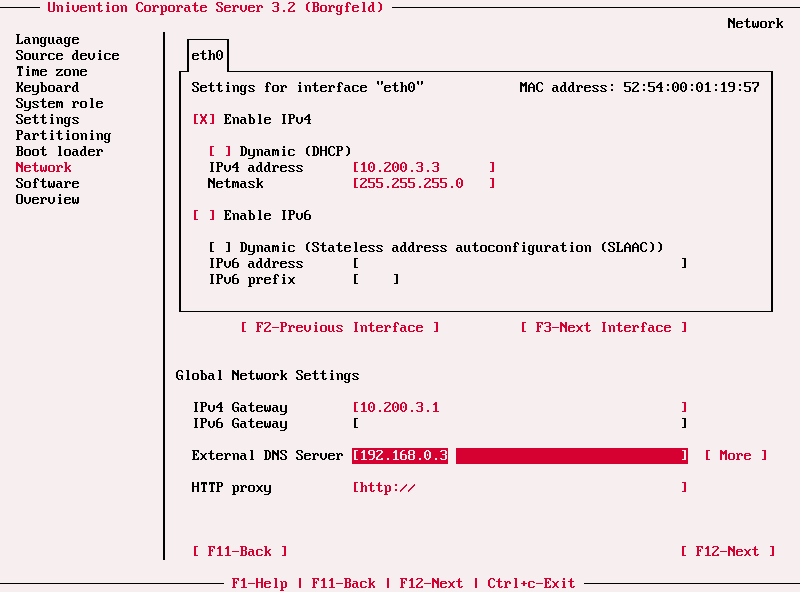 Univention Corporate Server 3.2 (Borgfeld)
Network
Language
Source device
Time zone
Keyboard
System role
Settings
Partitioning
Boot loader
Network
Software
Overview
eth0
Settings for interface "eth0" MAC address: 52:54:00:01:19:57
[X] Enable IPv4
[ ] Dynamic (DHCP)
IPv4 address [10.200.3.3 ]
Netmask [255.255.255.0 ]
[ ] Enable IPv6
[ ] Dynamic (Stateless address autoconfiguration (SLAAC))
IPv6 address [ ]
IPv6 prefix [ ]
[ F2-Previous Interface ] [ F3-Next Interface ]
Global Network Settings
IPv4 Gateway [10.200.3.1 ]
IPv6 Gateway [ ]
External DNS Server [192.168.0.3 ] [ More ]
HTTP proxy [http:// ]
[ F11-Back ] [ F12-Next ]
F1-Help | F11-Back | F12-Next | Ctrl+c-Exit